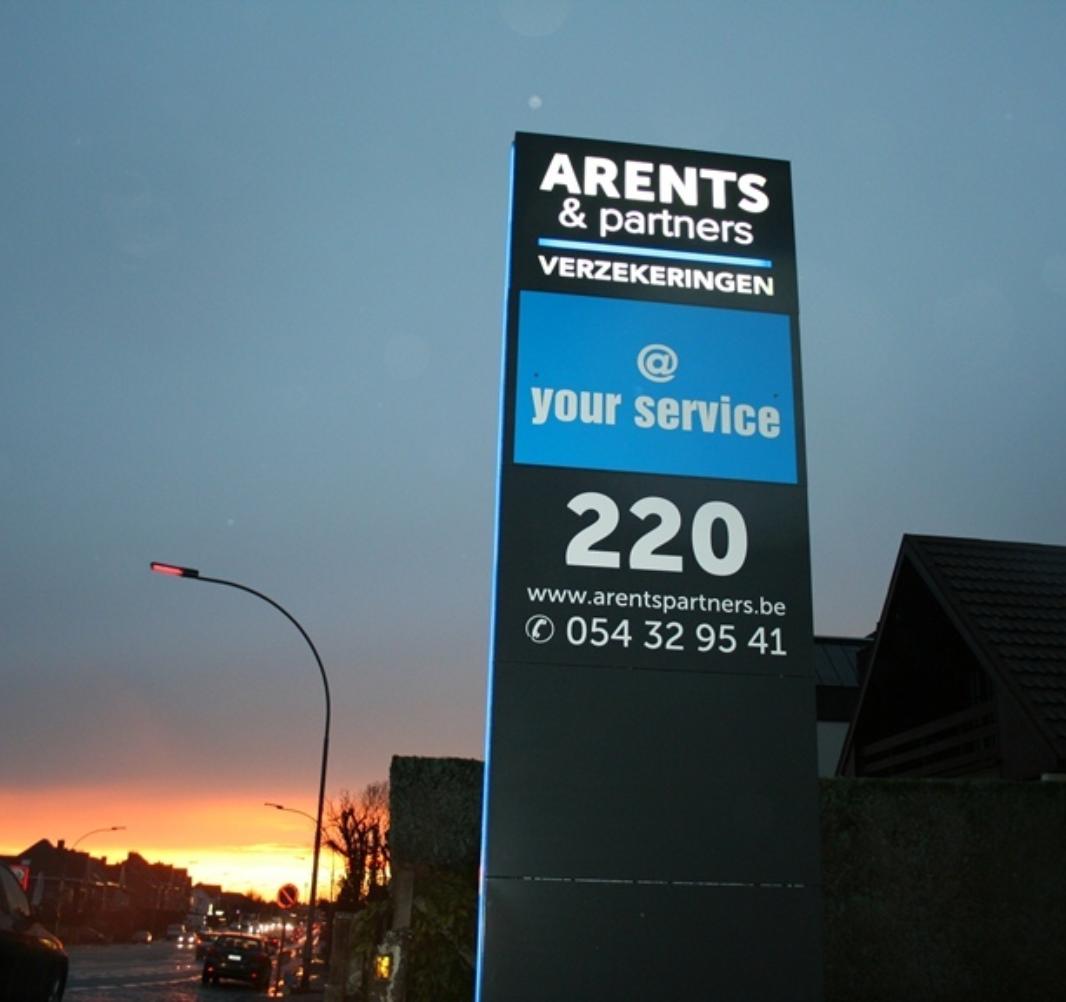 ARENTS
& partners
VERZEKERINGEN
@
your service
220
www.arentspartners.be
✆ 054 32 95 41